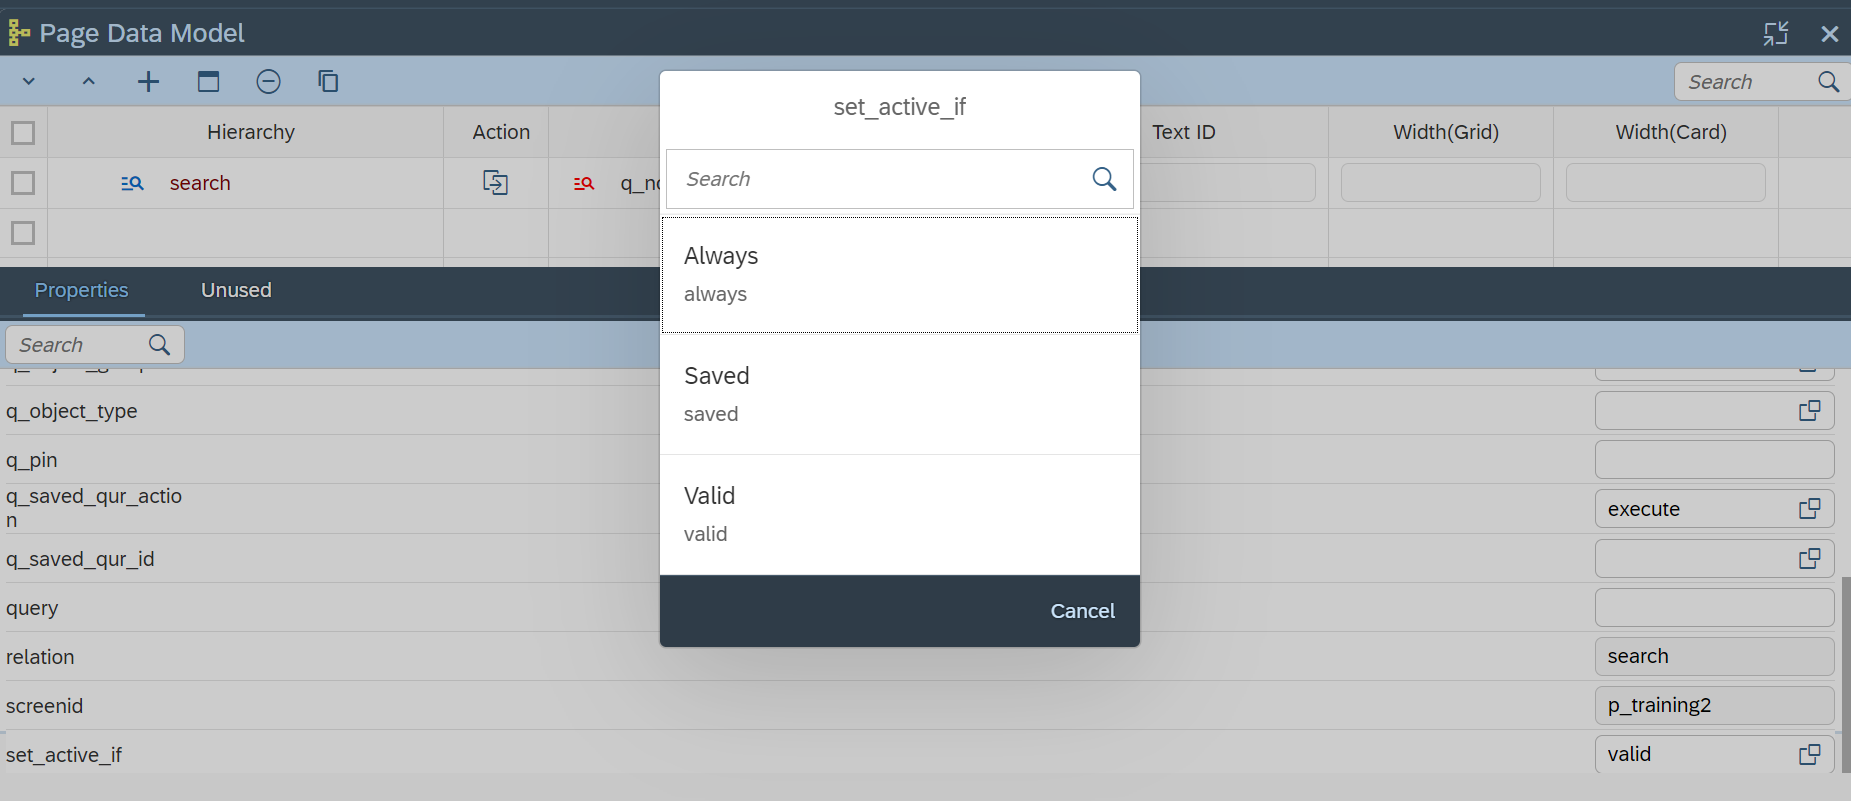 Page Data Model
Search
Hierarchy
Action
Text ID
Width(Grid)
Width(Card)
search
Properties
Unused
Search
q_object_type
q_pin
q_saved_qur_actio
n
execute
q_saved_qur_id
query
relation
search
screenid
p_training2
set_active_if
valid
set_active_if
Search
Always
always
Saved
saved
Valid
valid
Cancel